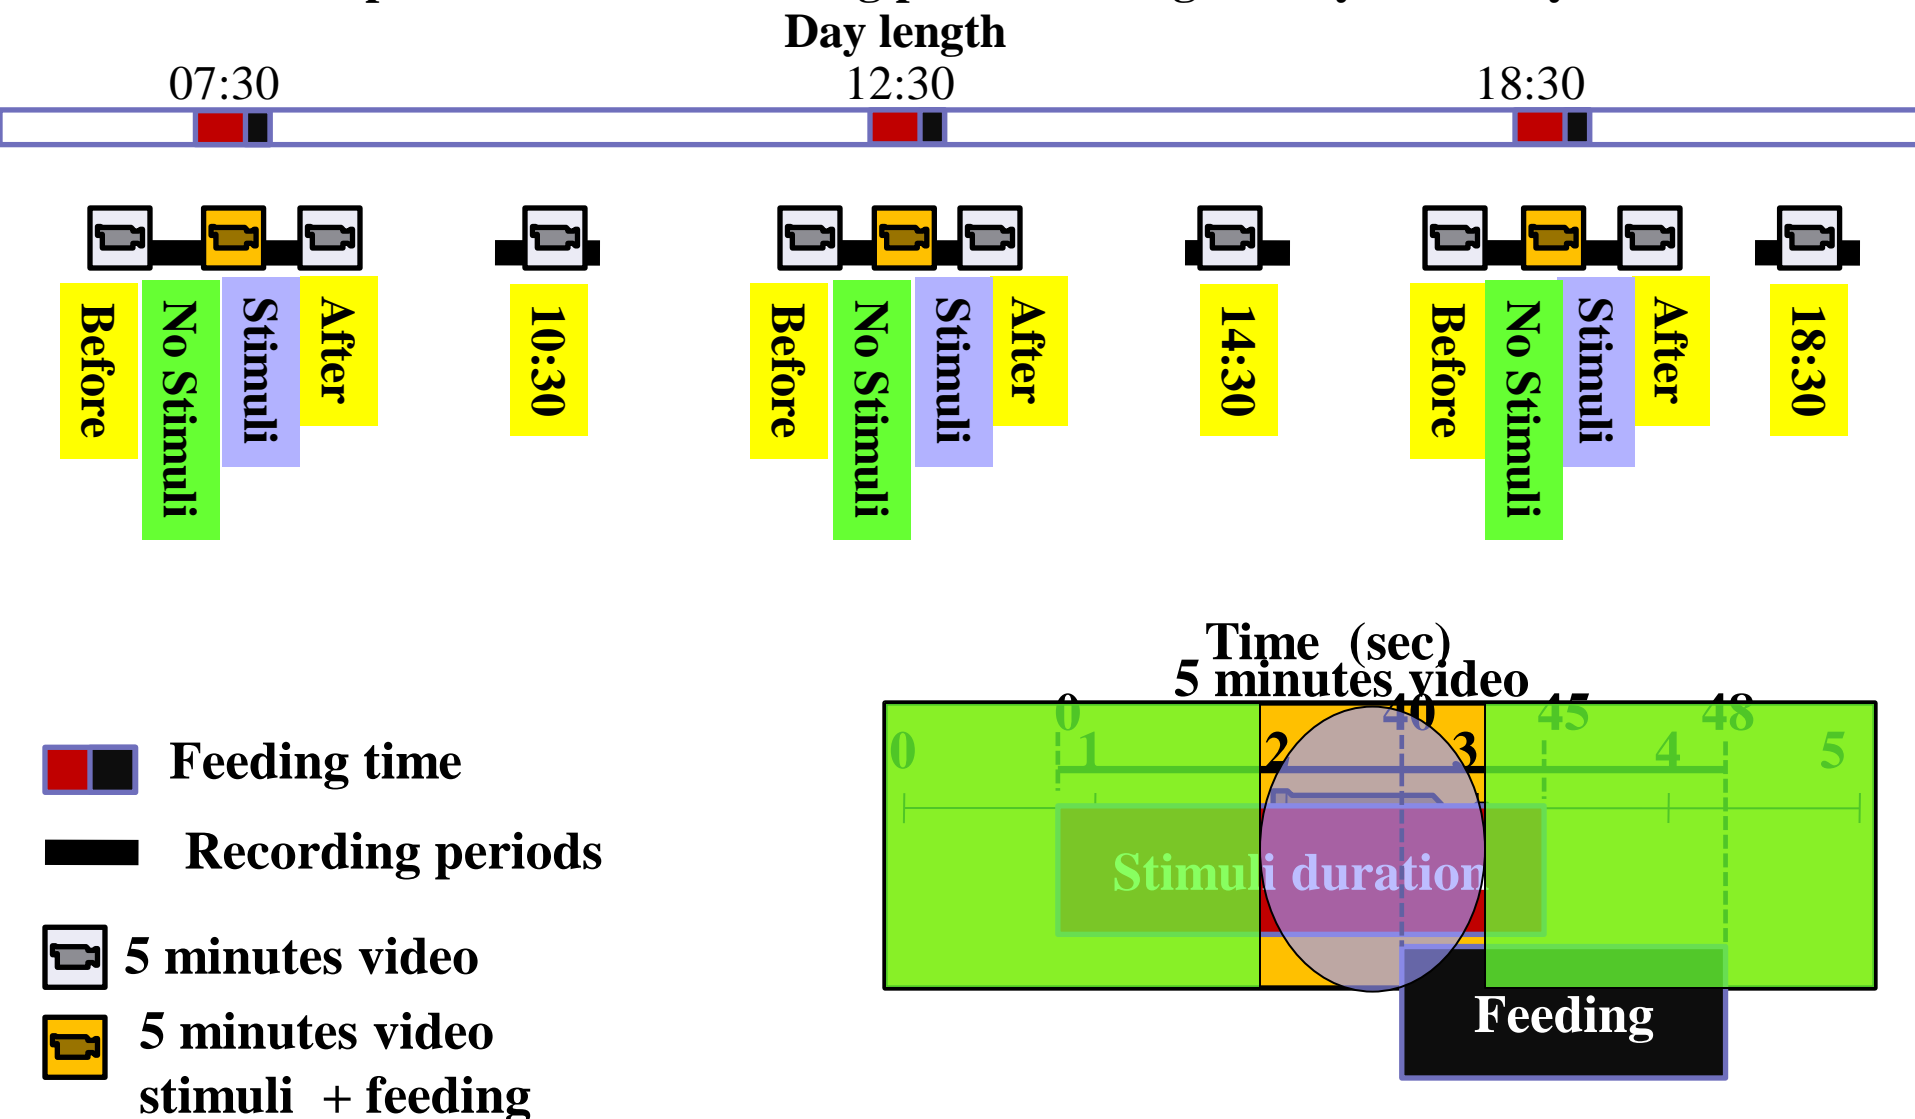 Day length
07:30 12:30 18:30
Before
No Stimuli
Stimuli
After
10:30
Before
No Stimuli
Stimuli
After
14:30
Before
No Stimuli
Stimuli
After
18:30
Time (sec)
5 minutes video
0 40 45 48
0 1 2 3 4 5
Stimuli duration
Feeding
Feeding time
Recording periods
5 minutes video
5 minutes video
stimuli + feeding